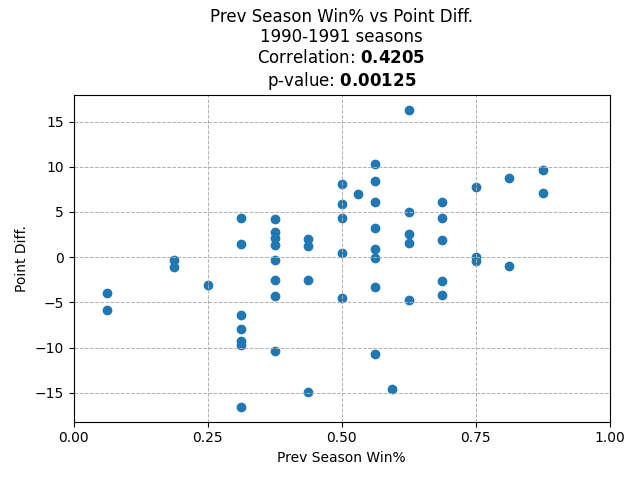 Prev Season Win% vs Point Diff.
1990-1991 seasons
Correlation: 0.4205
p-value: 0.00125
15
10
5
0
−5
−10
−15
Point Diff.
0.00
0.25
0.50
0.75
1.00
Prev Season Win%